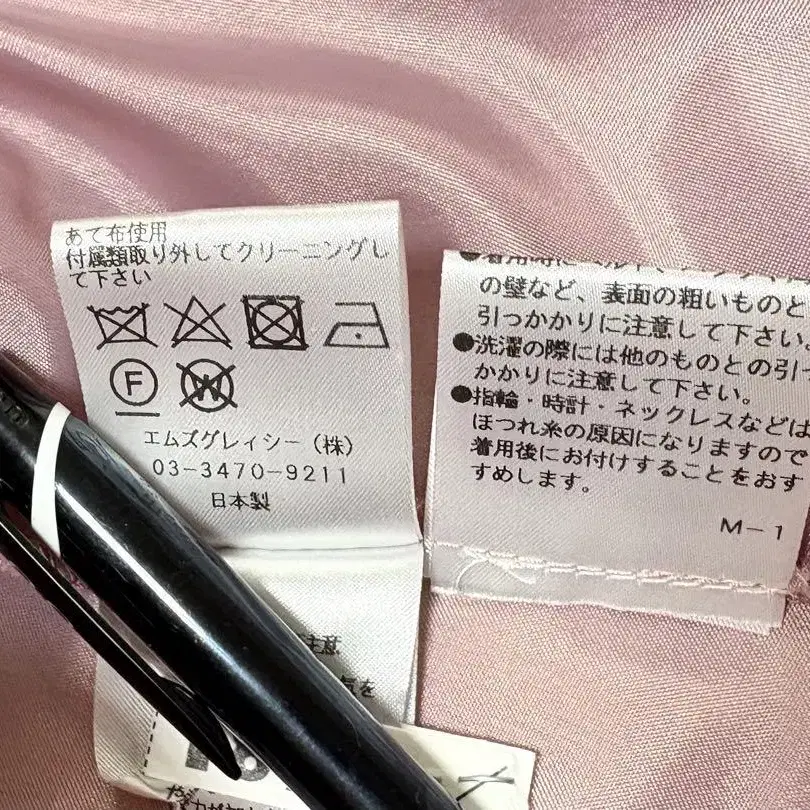 あて布使用
付属類取り外してクリーニングし
て下さい
F
W
エムズグレィシー（株）
03-3470-9211
日本製
の壁など、表面の粗いものと
引っかかりに注意して下さい。
●洗濯の際には他のものとの引っ
かかりに注意して下さい。
●指輪・時計・ネックレスなどは
ほつれ糸の原因になりますので
着用後にお付けすることをおす
すめします。
M-1
注意
気を